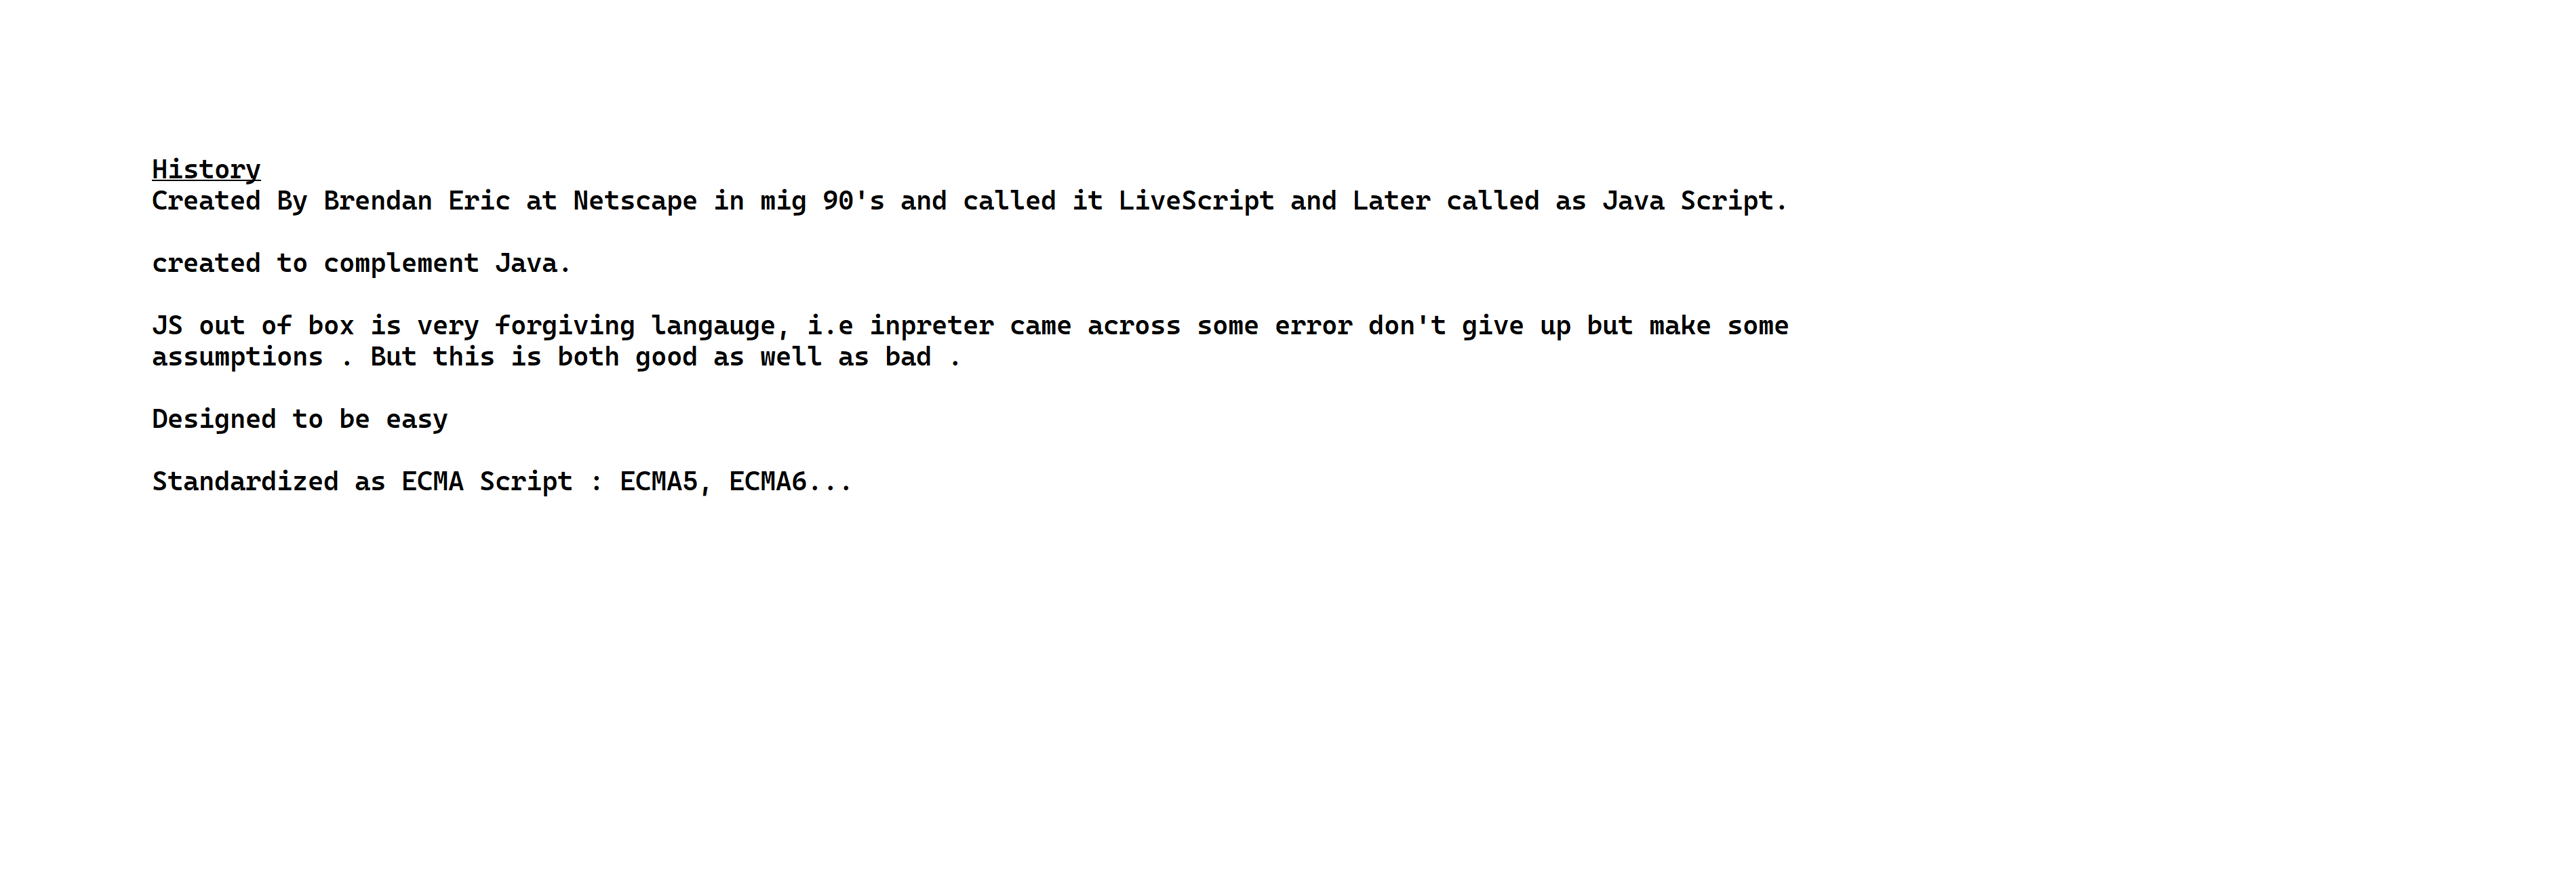 History
Created By Brendan Eric at Netscape in mig 90's and called it LiveScript and Later called as Java Script.
created to complement Java.
JS out of box is very forgiving langauge, i.e inpreter came across some error don't give up but make some
assumptions . But this is both good as well as bad .
Designed to be easy
Standardized as ECMA Script : ECMA5, ECMA6...